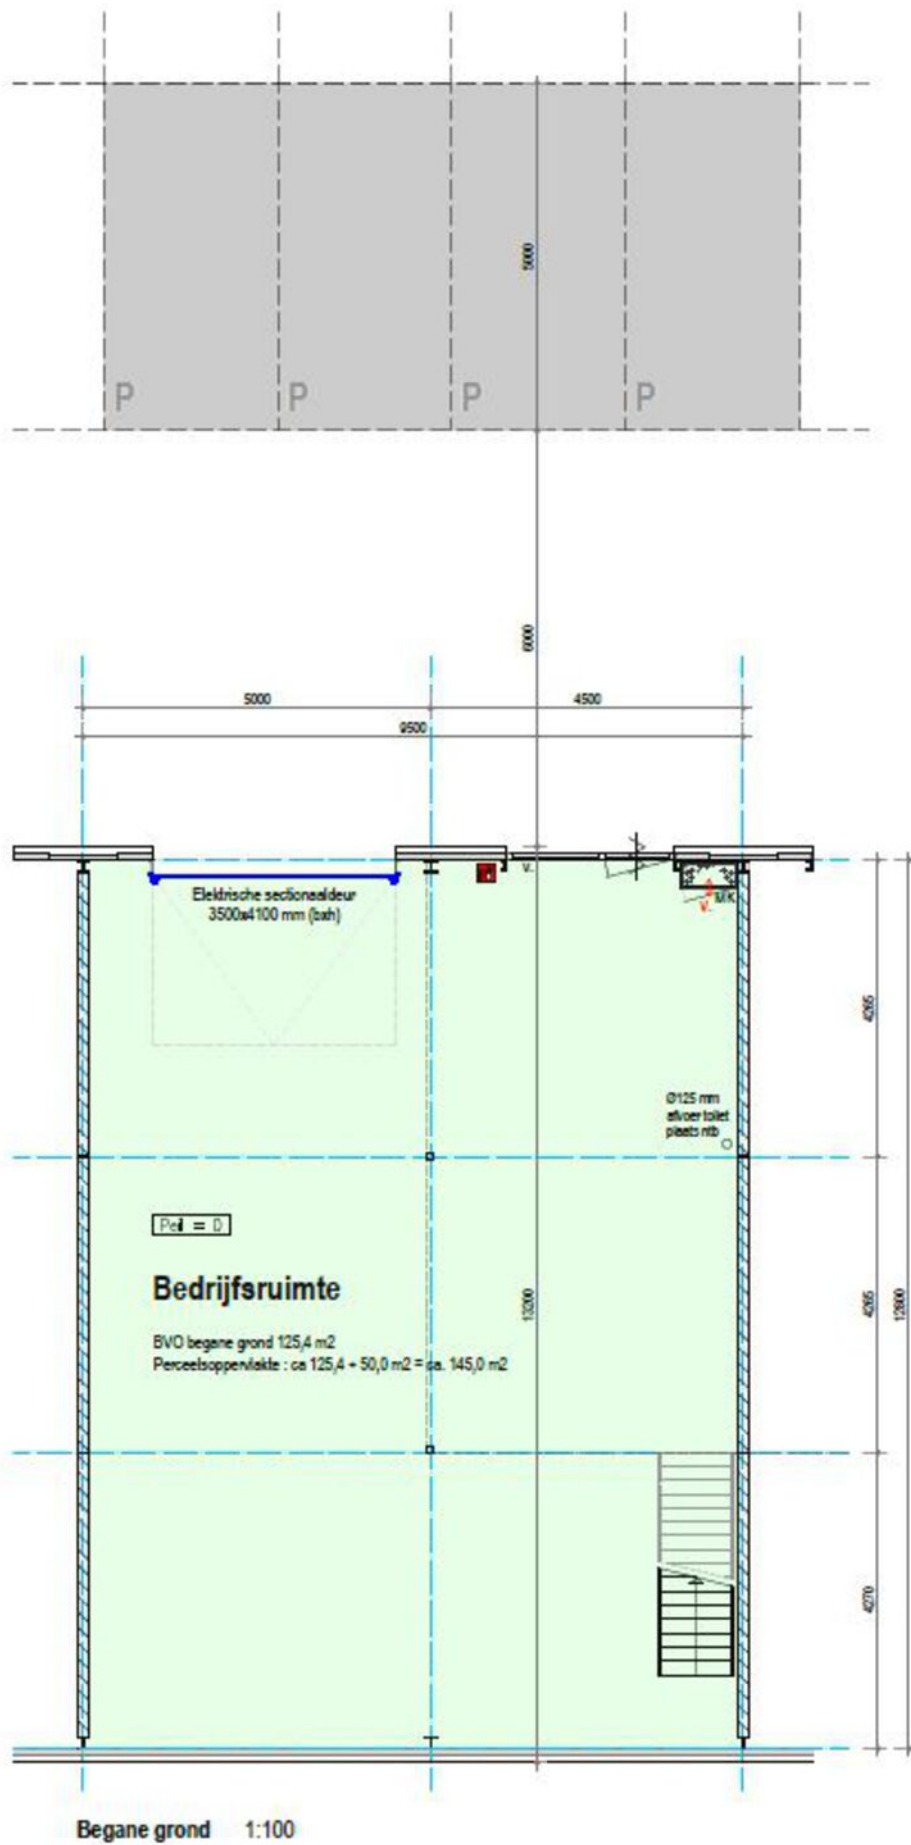 5000
P P P P
6000
5000 4500
9500
Elektrische sectionaaldeur
3500x4100 mm (bxh)
V.
V.
MK
4265
Ø125 mm
afvoer toilet
plaats ntb
Peil = 0
Bedrijfsruimte
13200
4265
12800
BVO begane grond 125,4 m2
Perceelsoppervlakte : ca 125,4 + 50,0 m2 = ca. 145,0 m2
4270
Begane grond 1:100